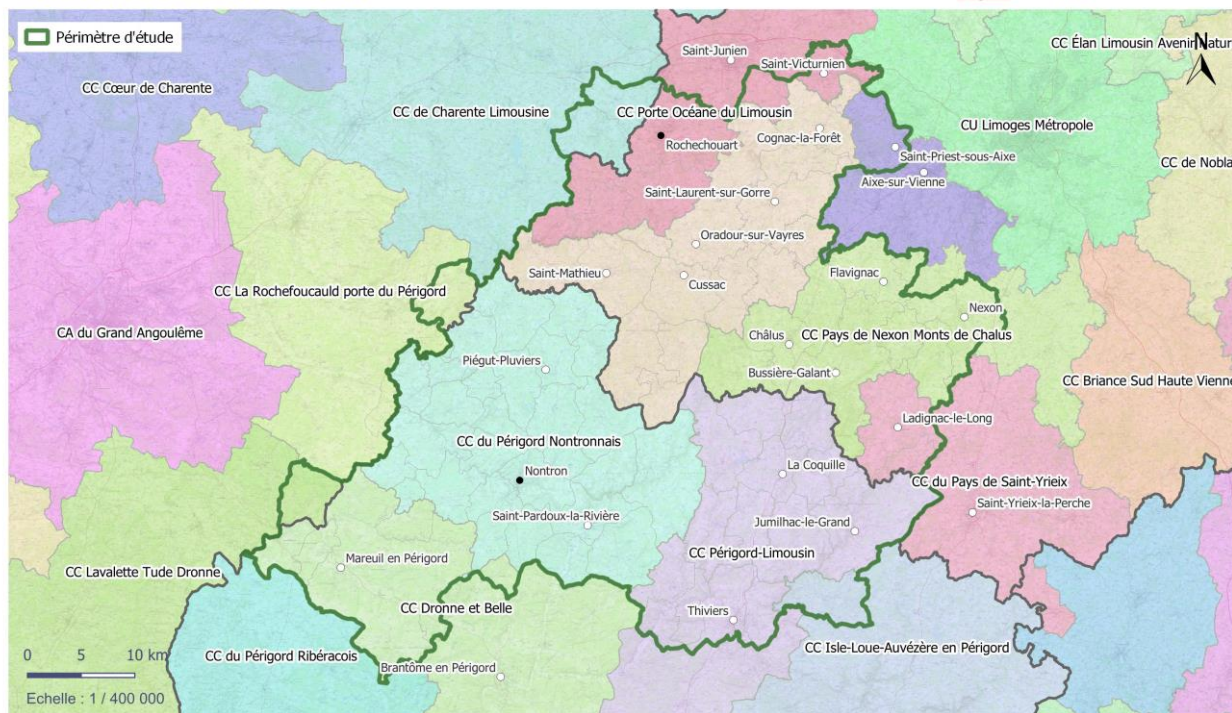 Périmètre d'étude
N
Saint-Junien
CC Élan Limousin Avenir Natur
Saint-Victurnien
CC Cœur de Charente
CC de Charente Limousine
CC Porte Océane du Limousin
CU Limoges Métropole
Cognac-la-Forêt
Rochechouart
Saint-Priest-sous-Aixe
CC de Nobla
Aixe-sur-Vienne
Saint-Laurent-sur-Gorre
Oradour-sur-Vayres
Saint-Mathieu
Cussac
Flavignac
CC La Rochefoucauld porte du Périgord
Nexon
CA du Grand Angoulême
Châlus
CC Pays de Nexon Monts de Chalus
Piégut-Pluviers
Bussière-Galant
CC Briance Sud Haute Vienne
Ladignac-le-Long
CC du Périgord Nontronnais
La Coquille
Nontron
CC du Pays de Saint-Yrieix
Saint-Yrieix-la-Perche
Saint-Pardoux-la-Rivière
Jumilhac-le-Grand
CC Périgord-Limousin
Mareuil en Périgord
CC Lavalette Tude Dronne
CC Dronne et Belle
Thiviers
CC Isle-Loue-Auvézère en Périgord
CC du Périgord Ribéracois
Brantôme en Périgord
0 5 10 km
Echelle : 1 / 400 000